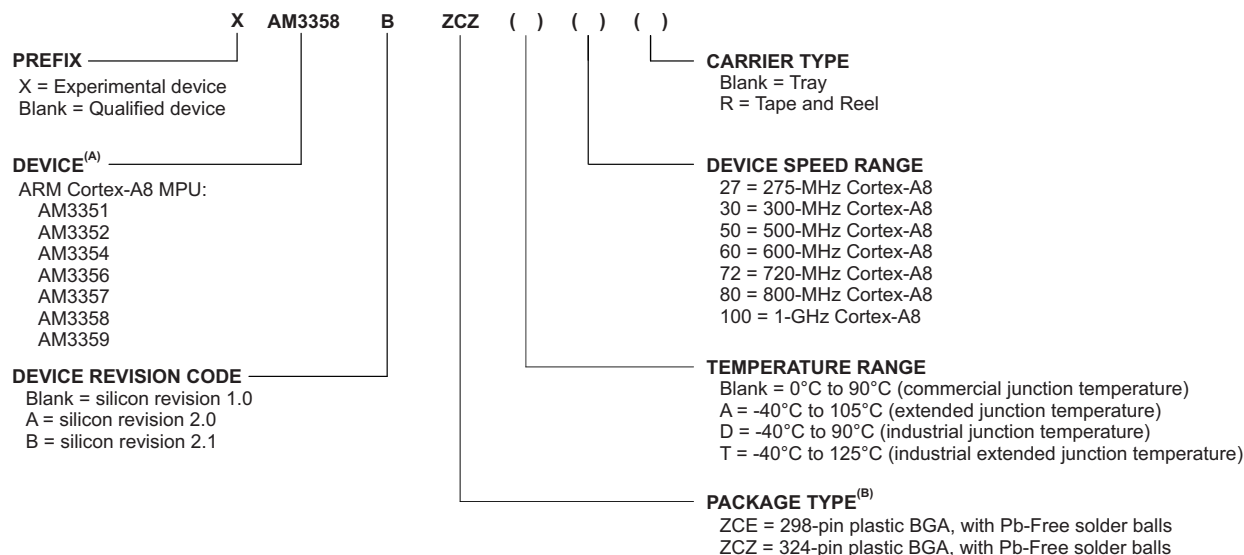 X AM3358 B ZCZ ( ) ( ) ( )
PREFIX
X = Experimental device
Blank = Qualified device
DEVICE(A)
ARM Cortex-A8 MPU:
AM3351
AM3352
AM3354
AM3356
AM3357
AM3358
AM3359
DEVICE REVISION CODE
Blank = silicon revision 1.0
A = silicon revision 2.0
B = silicon revision 2.1
CARRIER TYPE
Blank = Tray
R = Tape and Reel
DEVICE SPEED RANGE
27 = 275-MHz Cortex-A8
30 = 300-MHz Cortex-A8
50 = 500-MHz Cortex-A8
60 = 600-MHz Cortex-A8
72 = 720-MHz Cortex-A8
80 = 800-MHz Cortex-A8
100 = 1-GHz Cortex-A8
TEMPERATURE RANGE
Blank = 0°C to 90°C (commercial junction temperature)
A = -40°C to 105°C (extended junction temperature)
D = -40°C to 90°C (industrial junction temperature)
T = -40°C to 125°C (industrial extended junction temperature)
PACKAGE TYPE(B)
ZCE = 298-pin plastic BGA, with Pb-Free solder balls
ZCZ = 324-pin plastic BGA, with Pb-Free solder balls